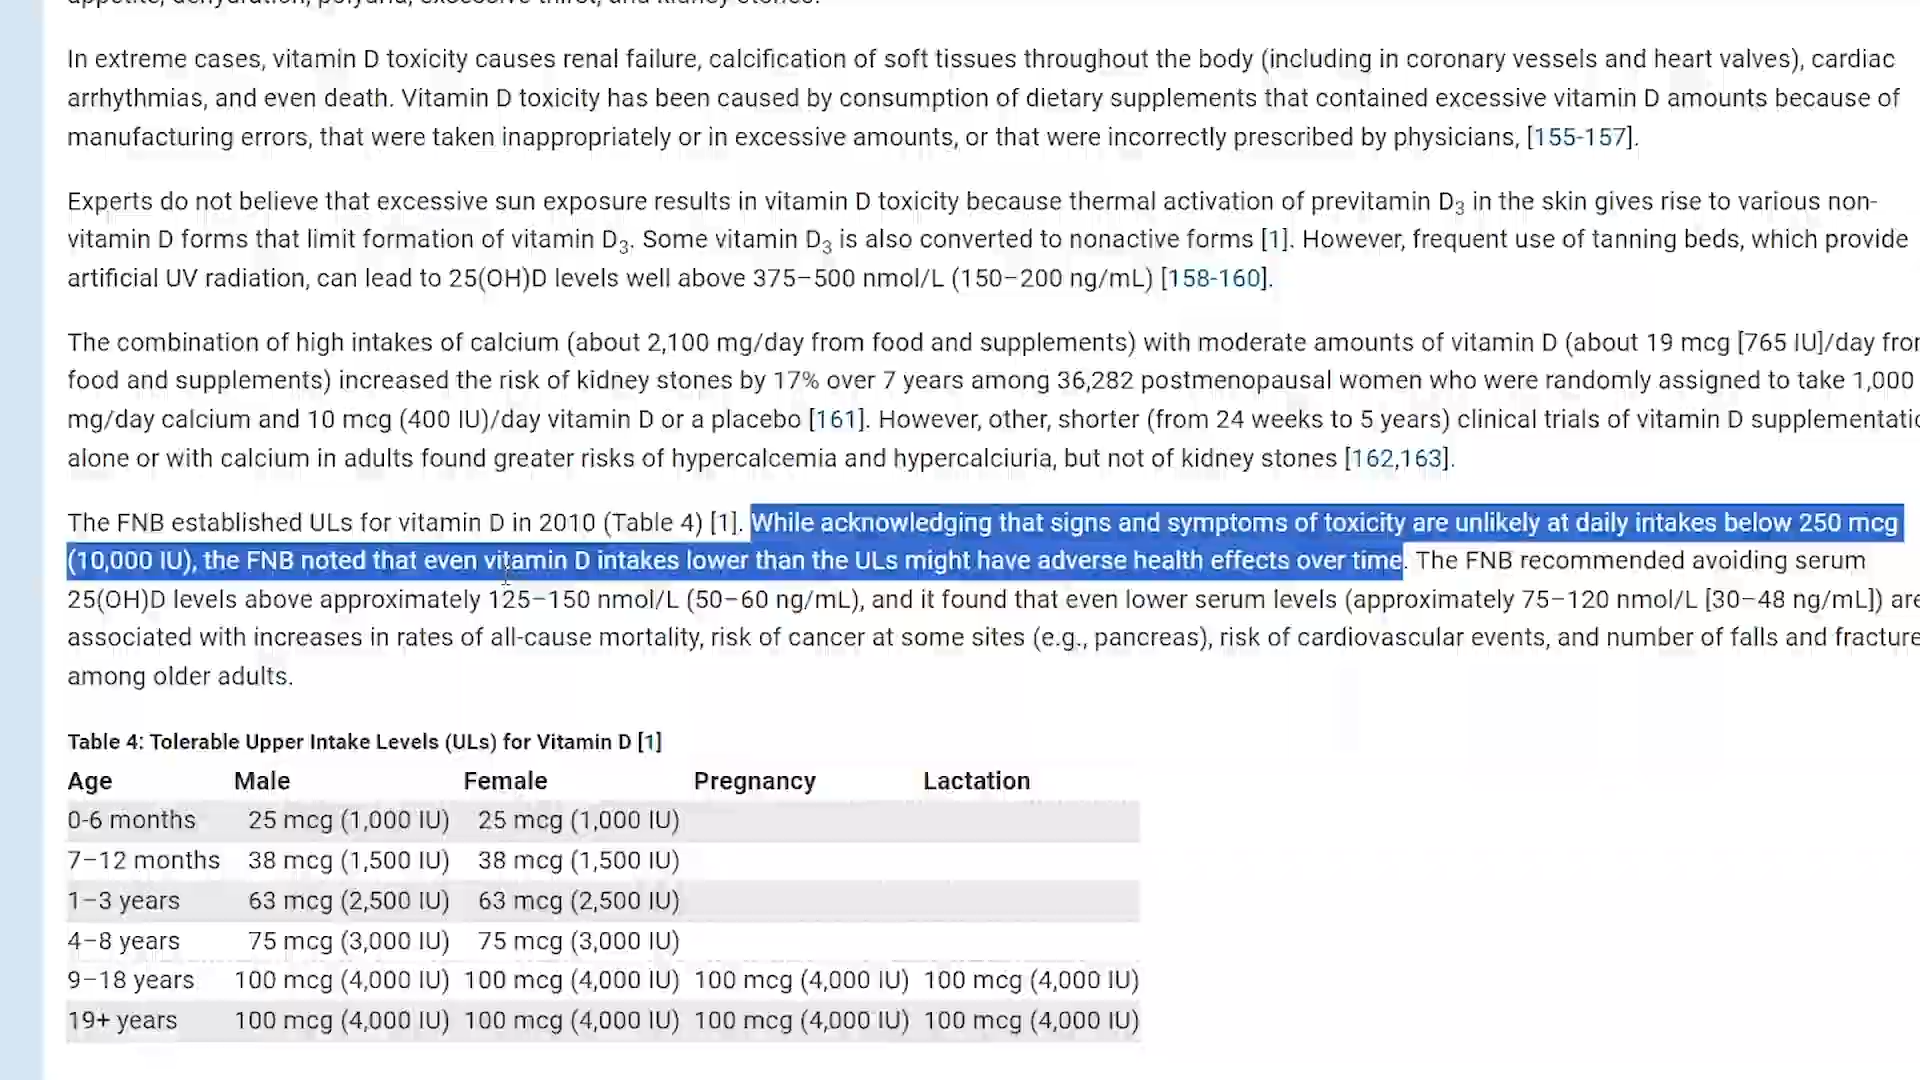 appetite, dehydration, polyuria, excessive thirst, and kidney stones.
In extreme cases, vitamin D toxicity causes renal failure, calcification of soft tissues throughout the body (including in coronary vessels and heart valves), cardiac
arrhythmias, and even death. Vitamin D toxicity has been caused by consumption of dietary supplements that contained excessive vitamin D amounts because of
manufacturing errors, that were taken inappropriately or in excessive amounts, or that were incorrectly prescribed by physicians, [155-157].
Experts do not believe that excessive sun exposure results in vitamin D toxicity because thermal activation of previtamin D3 in the skin gives rise to various non-
vitamin D forms that limit formation of vitamin D3. Some vitamin D3 is also converted to nonactive forms [1]. However, frequent use of tanning beds, which provide
artificial UV radiation, can lead to 25(OH)D levels well above 375–500 nmol/L (150–200 ng/mL) [158-160].
The combination of high intakes of calcium (about 2,100 mg/day from food and supplements) with moderate amounts of vitamin D (about 19 mcg [765 IU]/day fro
food and supplements) increased the risk of kidney stones by 17% over 7 years among 36,282 postmenopausal women who were randomly assigned to take 1,000
mg/day calcium and 10 mcg (400 IU)/day vitamin D or a placebo [161]. However, other, shorter (from 24 weeks to 5 years) clinical trials of vitamin D supplementatio
alone or with calcium in adults found greater risks of hypercalcemia and hypercalciuria, but not of kidney stones [162,163].
The FNB established ULs for vitamin D in 2010 (Table 4) [1]. While acknowledging that signs and symptoms of toxicity are unlikely at daily intakes below 250 mcg
(10,000 IU), the FNB noted that even vitamin D intakes lower than the ULs might have adverse health effects over time. The FNB recommended avoiding serum
25(OH)D levels above approximately 125–150 nmol/L (50–60 ng/mL), and it found that even lower serum levels (approximately 75–120 nmol/L [30–48 ng/mL]) are
associated with increases in rates of all-cause mortality, risk of cancer at some sites (e.g., pancreas), risk of cardiovascular events, and number of falls and fracture
among older adults.
Table 4: Tolerable Upper Intake Levels (ULs) for Vitamin D [1]
Age Male Female Pregnancy Lactation
0-6 months 25 mcg (1,000 IU) 25 mcg (1,000 IU)
7–12 months 38 mcg (1,500 IU) 38 mcg (1,500 IU)
1–3 years 63 mcg (2,500 IU) 63 mcg (2,500 IU)
4–8 years 75 mcg (3,000 IU) 75 mcg (3,000 IU)
9–18 years 100 mcg (4,000 IU) 100 mcg (4,000 IU) 100 mcg (4,000 IU) 100 mcg (4,000 IU)
19+ years 100 mcg (4,000 IU) 100 mcg (4,000 IU) 100 mcg (4,000 IU) 100 mcg (4,000 IU)